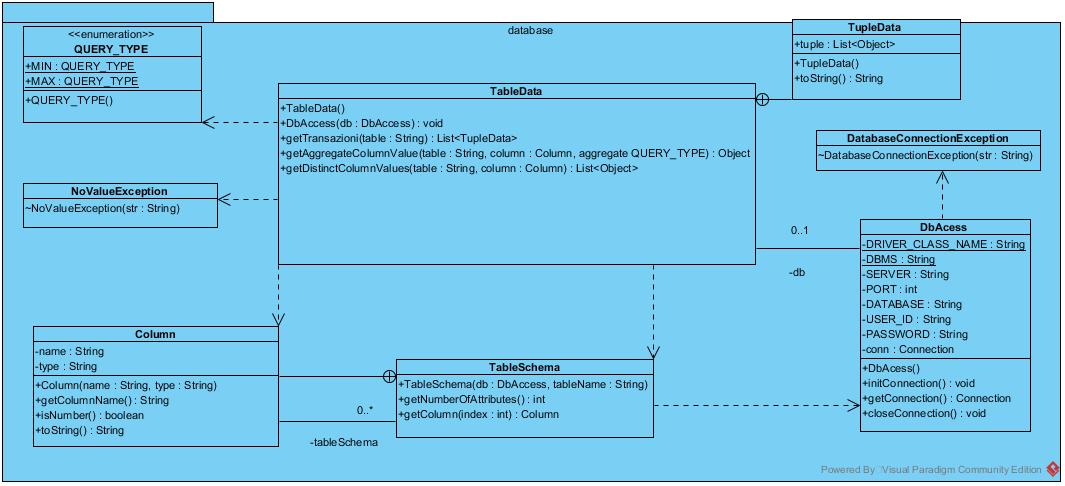 database
<<enumeration>>
QUERY_TYPE
+MIN : QUERY_TYPE
+MAX : QUERY_TYPE
+QUERY_TYPE()
TupleData
+tuple : List<Object>
+TupleData()
+toString() : String
TableData
+TableData()
+DbAccess(db : DbAccess) : void
+getTransazioni(table : String) : List<TupleData>
+getAggregateColumnValue(table : String, column : Column, aggregate QUERY_TYPE) : Object
+getDistinctColumnValues(table : String, column : Column) : List<Object>
DatabaseConnectionException
~DatabaseConnectionException(str : String)
NoValueException
~NoValueException(str : String)
0..1
-db
DbAcess
-DRIVER_CLASS_NAME : String
-DBMS : String
-SERVER : String
-PORT : int
-DATABASE : String
-USER_ID : String
-PASSWORD : String
-conn : Connection
+DbAcess()
+initConnection() : void
+getConnection() : Connection
+closeConnection() : void
Column
-name : String
-type : String
+Column(name : String, type : String)
+getColumnName() : String
+isNumber() : boolean
+toString() : String
0..*
-tableSchema
TableSchema
+TableSchema(db : DbAccess, tableName : String)
+getNumberOfAttributes() : int
+getColumn(index : int) : Column
Powered By Visual Paradigm Community Edition